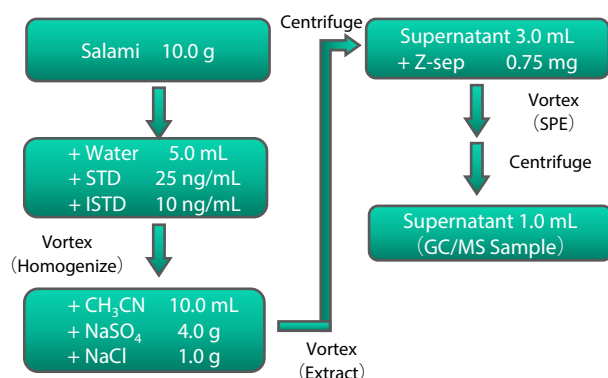 Salami 10.0 g
+ Water 5.0 mL
+ STD 25 ng/mL
+ ISTD 10 ng/mL
Vortex
(Homogenize)
+ CH₃CN 10.0 mL
+ NaSO₄ 4.0 g
+ NaCl 1.0 g
Vortex
(Extract)
Centrifuge
Supernatant 3.0 mL
+ Z-sep 0.75 mg
Vortex
(SPE)
Centrifuge
Supernatant 1.0 mL
(GC/MS Sample)